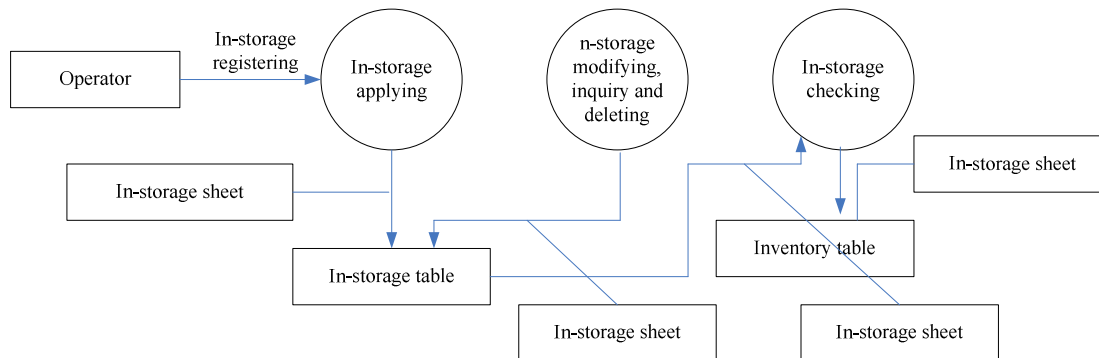 In-storage
registering
Operator
In-storage
applying
n-storage
modifying,
inquiry and
deleting
In-storage
checking
In-storage sheet
In-storage sheet
In-storage table
Inventory table
In-storage sheet
In-storage sheet